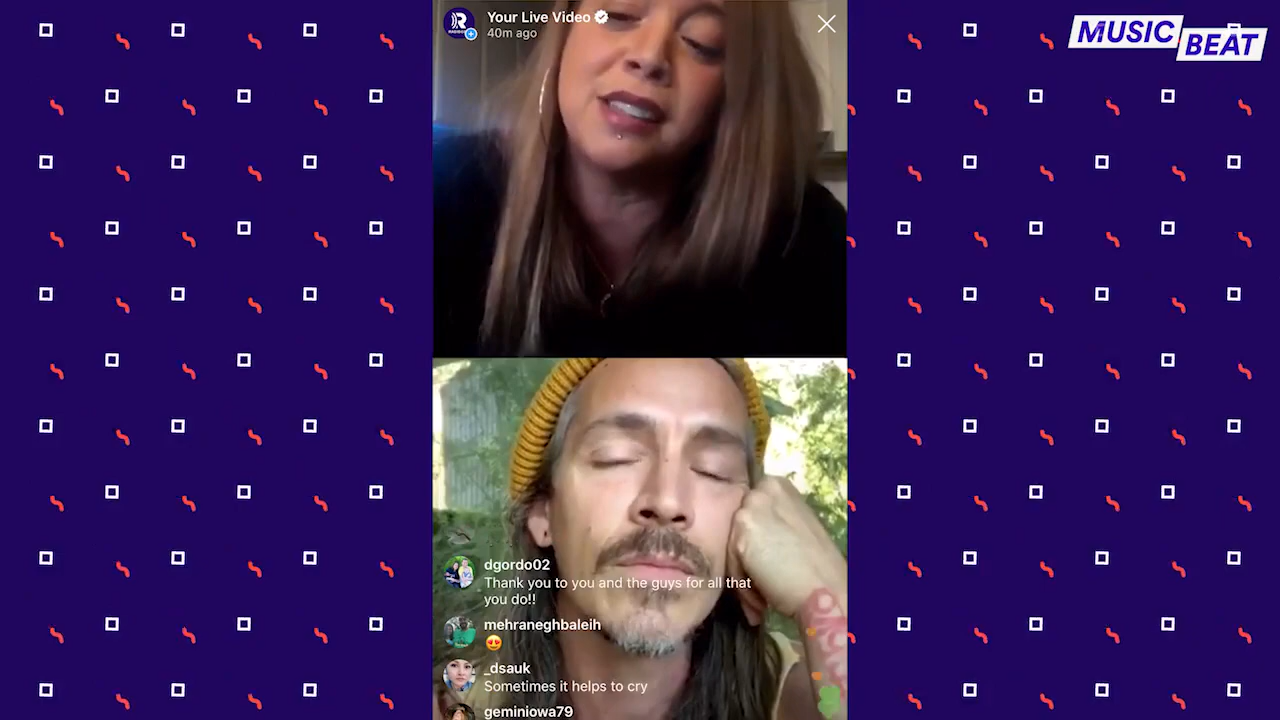 Your Live Video
40m ago
MUSIC
BEAT
dgordo02
Thank you to you and the guys for all that
you do!!
mehraneghbaleih
😍
_dsauk
Sometimes it helps to cry
geminiowa79